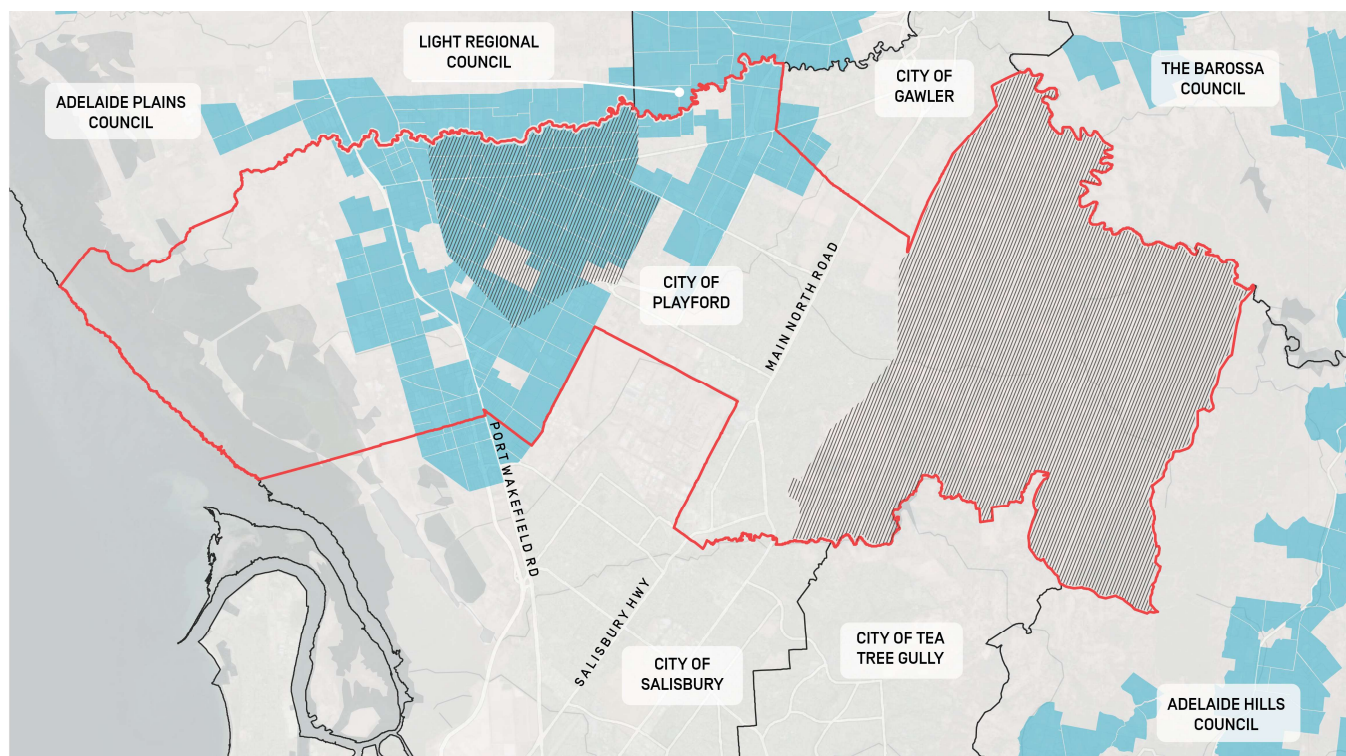 LIGHT REGIONAL
COUNCIL
ADELAIDE PLAINS
COUNCIL
CITY OF
GAWLER
THE BAROSSA
COUNCIL
CITY OF
PLAYFORD
MAIN NORTH ROAD
PORT WAKEFIELD RD
SALISBURY HWY
CITY OF
SALISBURY
CITY OF TEA
TREE GULLY
ADELAIDE HILLS
COUNCIL